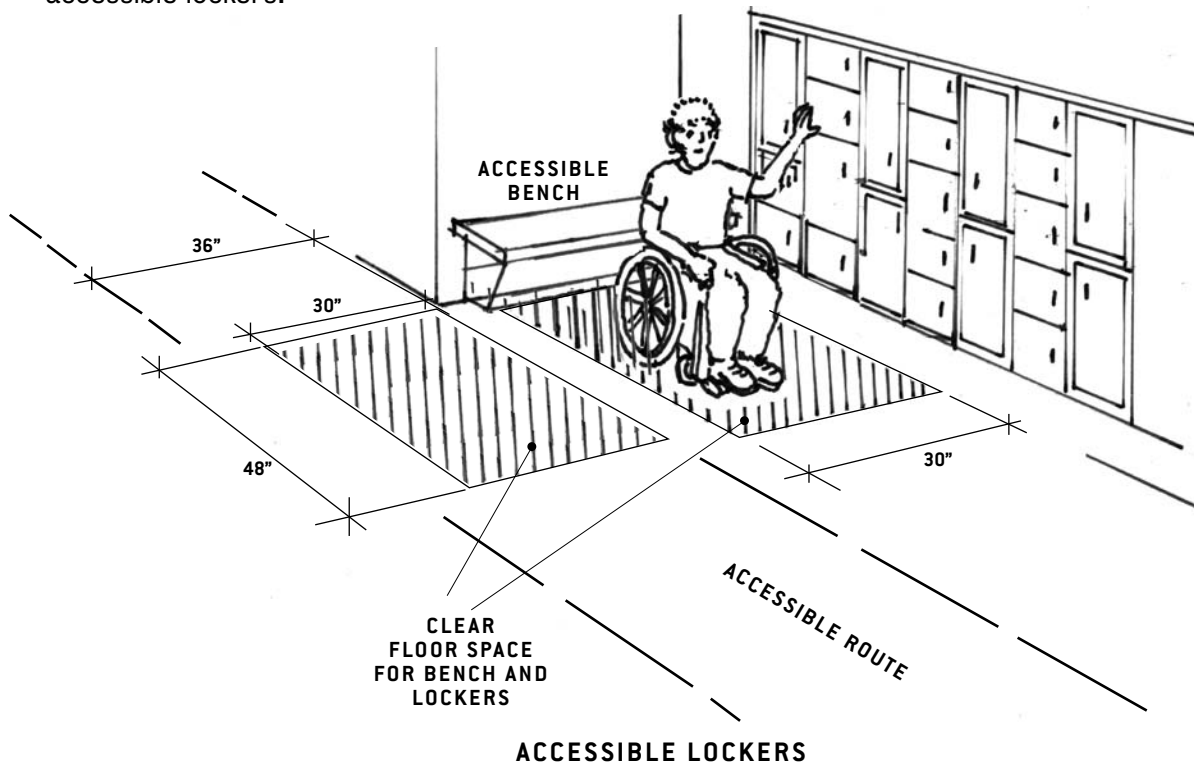 accessible lockers.
ACCESSIBLE
BENCH
36”
30”
48”
30”
ACCESSIBLE ROUTE
CLEAR
FLOOR SPACE
FOR BENCH AND
LOCKERS
ACCESSIBLE LOCKERS